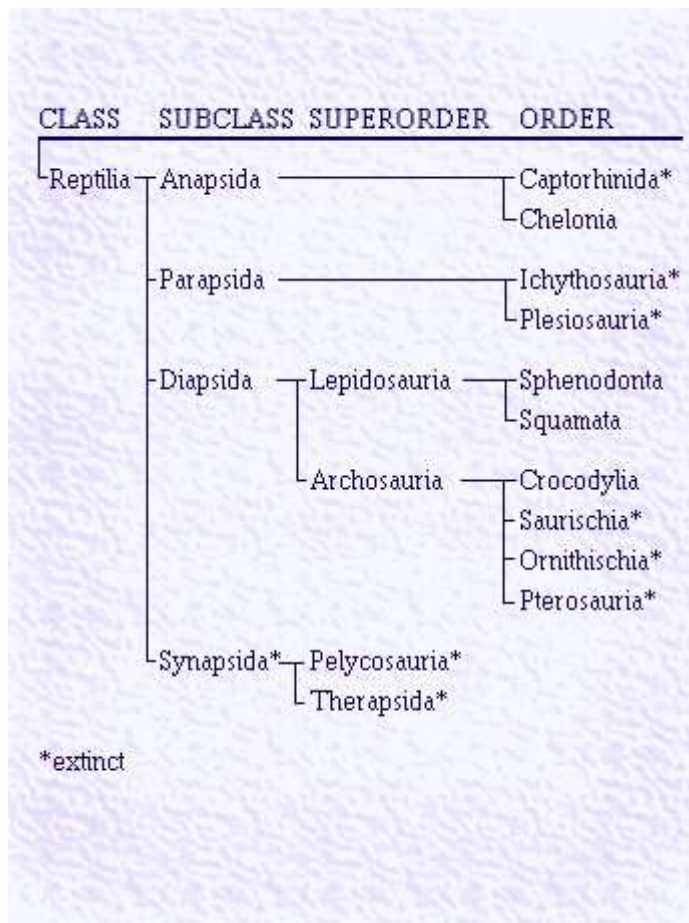 CLASS SUBCLASS SUPERORDER ORDER
Reptilia Anapsida Captorhinida*
Chelonia
Parapsida Ichythosauria*
Plesiosauria*
Diapsida Lepidosauria Sphenodonta
Squamata
Archosauria Crocodylia
Saurischia*
Ornithischia*
Pterosauria*
Synapsida* Pelycosauria*
Therapsida*
*extinct